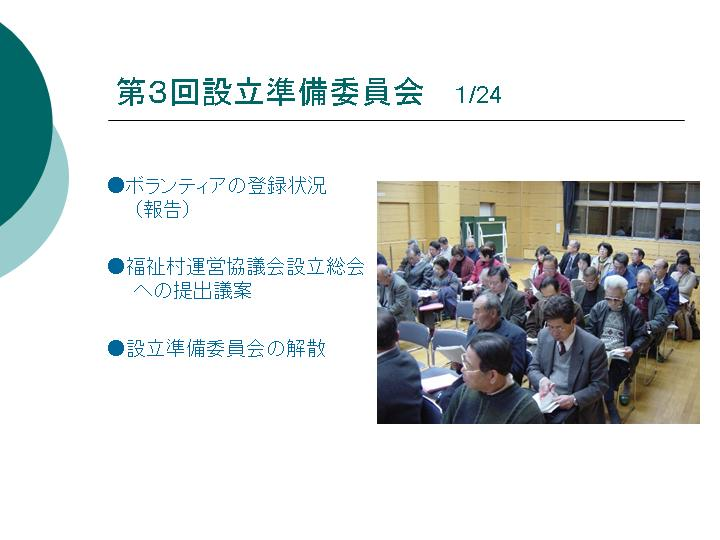 第３回設立準備委員会　1/24
●ボランティアの登録状況
（報告）
●福祉村運営協議会設立総会
への提出議案
●設立準備委員会の解散